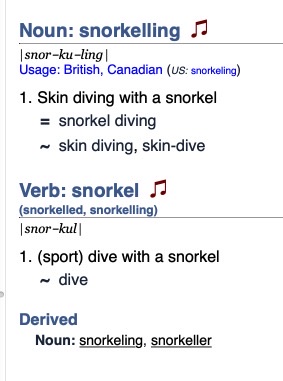 Noun: snorkelling
|snor-ku-ling|
Usage: British, Canadian (US: snorkeling)
1. Skin diving with a snorkel
= snorkel diving
~ skin diving, skin-dive
Verb: snorkel
(snorkelled, snorkelling)
|snor-kul|
1. (sport) dive with a snorkel
~ dive
Derived
Noun: snorkeling, snorkeller